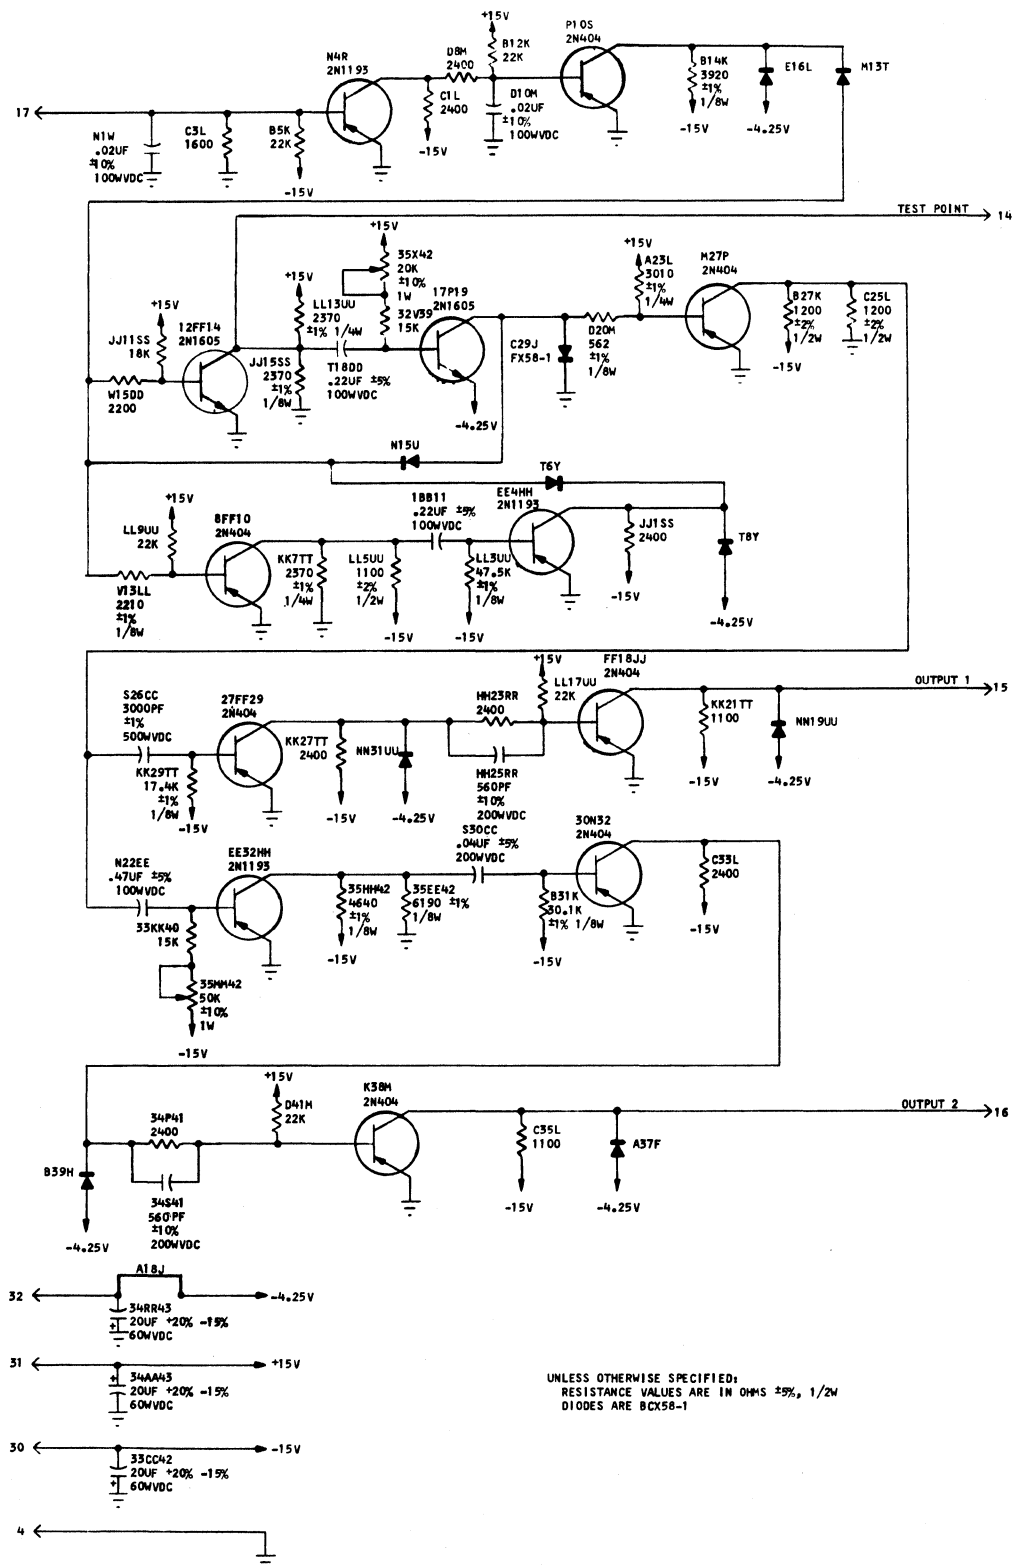 +15V
N4R
2N1193
D8M
2400
B12K
22K
P10S
2N404
B14K
3920
±1%
1/8W
-15V
E16L
-4.25V
M13T
17
N1W
.02UF
±10%
100WVDC
C3L
1600
B5K
22K
-15V
C1L
2400
-15V
D10M
.02UF
±10%
100WVDC
TEST POINT
14
+15V
35X42
20K
±10%
1W
+15V
LL13UU
2370
±1% 1/4W
32V39
15K
17P19
2N1605
+15V
A23L
3010
±1%
1/4W
M27P
2N404
B27K
1200
±2%
1/2W
-15V
C25L
1200
±2%
1/2W
+15V
JJ11SS
18K
12FF14
2N1605
JJ15SS
2370
±1%
1/8W
T18DD
.22UF ±5%
100WVDC
C29J
FX58-1
D20M
562
±1%
1/8W
W15DD
2200
-4.25V
N15U
T6Y
+15V
LL9UU
22K
8FF10
2N404
1BB11
.22UF ±5%
100WVDC
EE4HH
2N1193
JJ1SS
2400
-15V
T8Y
-4.25V
V13LL
2210
±1%
1/8W
KK7TT
2370
±1%
1/4W
LL5UU
1100
±2%
1/2W
-15V
LL3UU
47.5K
±1%
1/8W
-15V
S26CC
3000PF
±1%
500WVDC
27FF29
2N404
+15V
LL17UU
22K
FF18JJ
2N404
OUTPUT 1
15
HH23RR
2400
KK27TT
2400
-15V
NN31UU
-4.25V
HH25RR
560PF
±10%
200WVDC
KK21TT
1100
-15V
NN19UU
-4.25V
KK29TT
17.4K
±1%
1/8W
-15V
N22EE
.47UF ±5%
100WVDC
EE32HH
2N1193
S30CC
.04UF ±5%
200WVDC
30N32
2N404
C33L
2400
-15V
33KK40
15K
35HH42
4640
±1%
1/8W
-15V
35EE42
6190 ±1%
1/8W
B31K
30.1K
±1% 1/8W
-15V
35MM42
50K
±10%
1W
-15V
+15V
D41M
22K
K38M
2N404
OUTPUT 2
16
34P41
2400
C35L
1100
-15V
A37F
-4.25V
B39H
-4.25V
34S41
560PF
±10%
200WVDC
A18J
32
-4.25V
34RR43
20UF +20% -15%
60WVDC
31
+15V
34AA43
20UF +20% -15%
60WVDC
30
-15V
33CC42
20UF +20% -15%
60WVDC
4
UNLESS OTHERWISE SPECIFIED:
RESISTANCE VALUES ARE IN OHMS ±5%, 1/2W
DIODES ARE BCX58-1